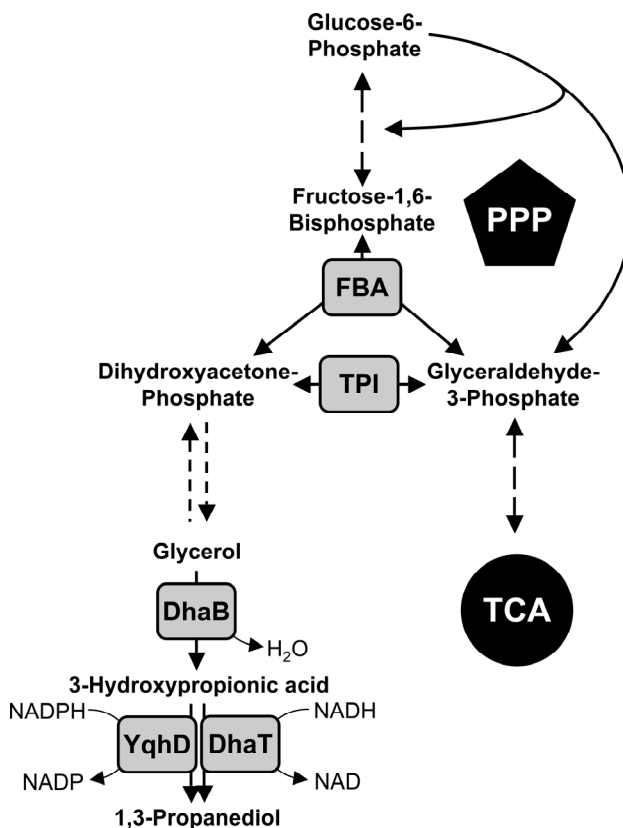 Glucose-6-
Phosphate
Fructose-1,6-
Bisphosphate
PPP
FBA
Dihydroxyacetone-
Phosphate
TPI
Glyceraldehyde-
3-Phosphate
Glycerol
TCA
DhaB
H₂O
3-Hydroxypropionic acid
NADPH
NADH
YqhD
DhaT
NADP
NAD
1,3-Propanediol